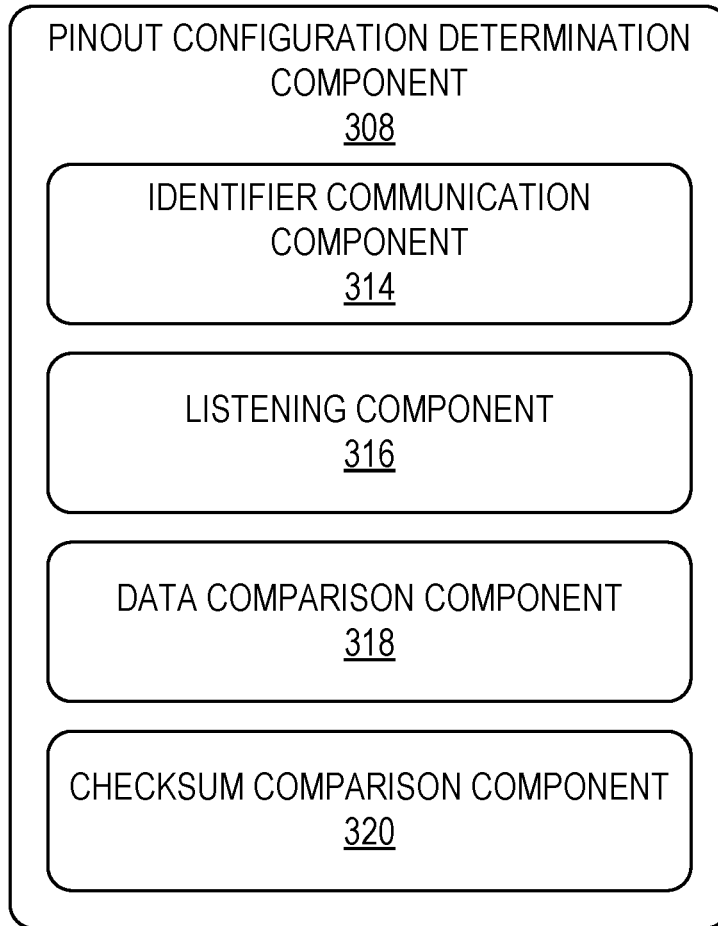 PINOUT CONFIGURATION DETERMINATION
COMPONENT
308
IDENTIFIER COMMUNICATION
COMPONENT
314
LISTENING COMPONENT
316
DATA COMPARISON COMPONENT
318
CHECKSUM COMPARISON COMPONENT
320